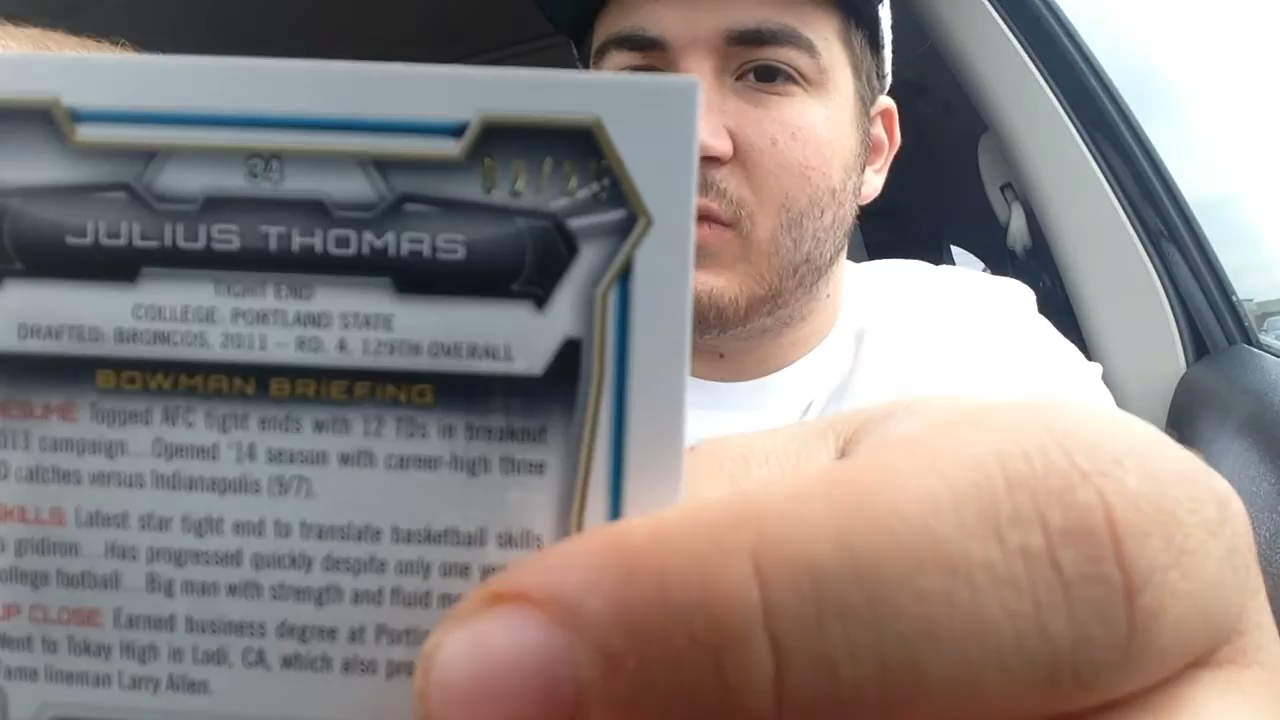 34
JULIUS THOMAS
TIGHT END
COLLEGE: PORTLAND STATE
DRAFTED: BRONCOS, 2011 – RD. 4, 129TH OVERALL
BOWMAN BRIEFING
Topped AFC tight ends with 12 TDs in breakout
campaign...Opened '14 season with career-high three
catches versus Indianapolis (9/7).
SKILLS: Latest star tight end to translate basketball skills
gridiron...Has progressed quickly despite only one
college football...Big man with strength and fluid
UP CLOSE: Earned business degree at
Went to Tokay High in Lodi, CA, which also
Fame lineman Larry Allen.